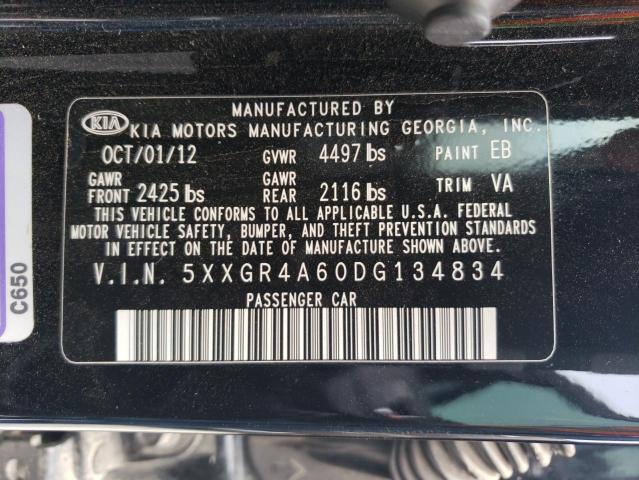 MANUFACTURED BY
KIA KIA MOTORS MANUFACTURING GEORGIA, INC.
OCT/01/12 GVWR 4497 lbs PAINT EB
GAWR FRONT 2425 lbs GAWR REAR 2116 lbs TRIM VA
THIS VEHICLE CONFORMS TO ALL APPLICABLE U.S.A. FEDERAL
MOTOR VEHICLE SAFETY, BUMPER, AND THEFT PREVENTION STANDARDS
IN EFFECT ON THE DATE OF MANUFACTURE SHOWN ABOVE.
V.I.N. 5XXGR4A60DG134834
PASSENGER CAR
C650